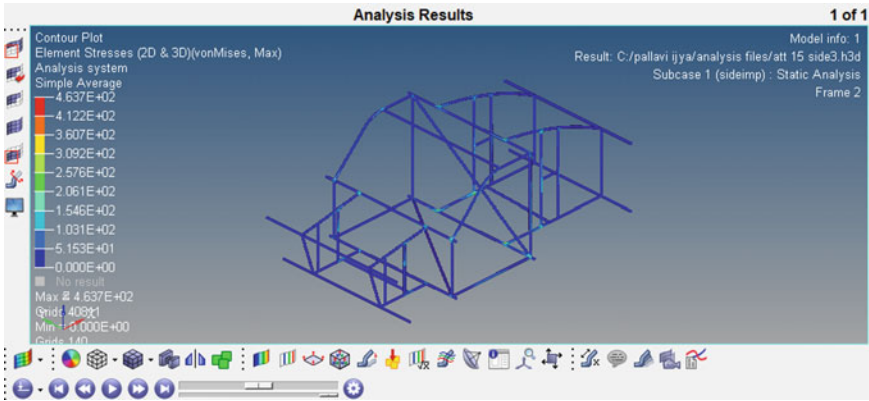 Analysis Results
1 of 1
Contour Plot
Element Stresses (2D & 3D)(vonMises, Max)
Analysis system
Simple Average
4.637E+02
4.122E+02
3.607E+02
3.092E+02
2.576E+02
2.061E+02
1.546E+02
1.031E+02
5.153E+01
0.000E+00
No result
Max = 4.637E+02
Grids 40811
Min = 0.000E+00
Grids 140
Model info: 1
Result: C:/pallavi ijya/analysis files/att 15 side3.h3d
Subcase 1 (sideimp) : Static Analysis
Frame 2